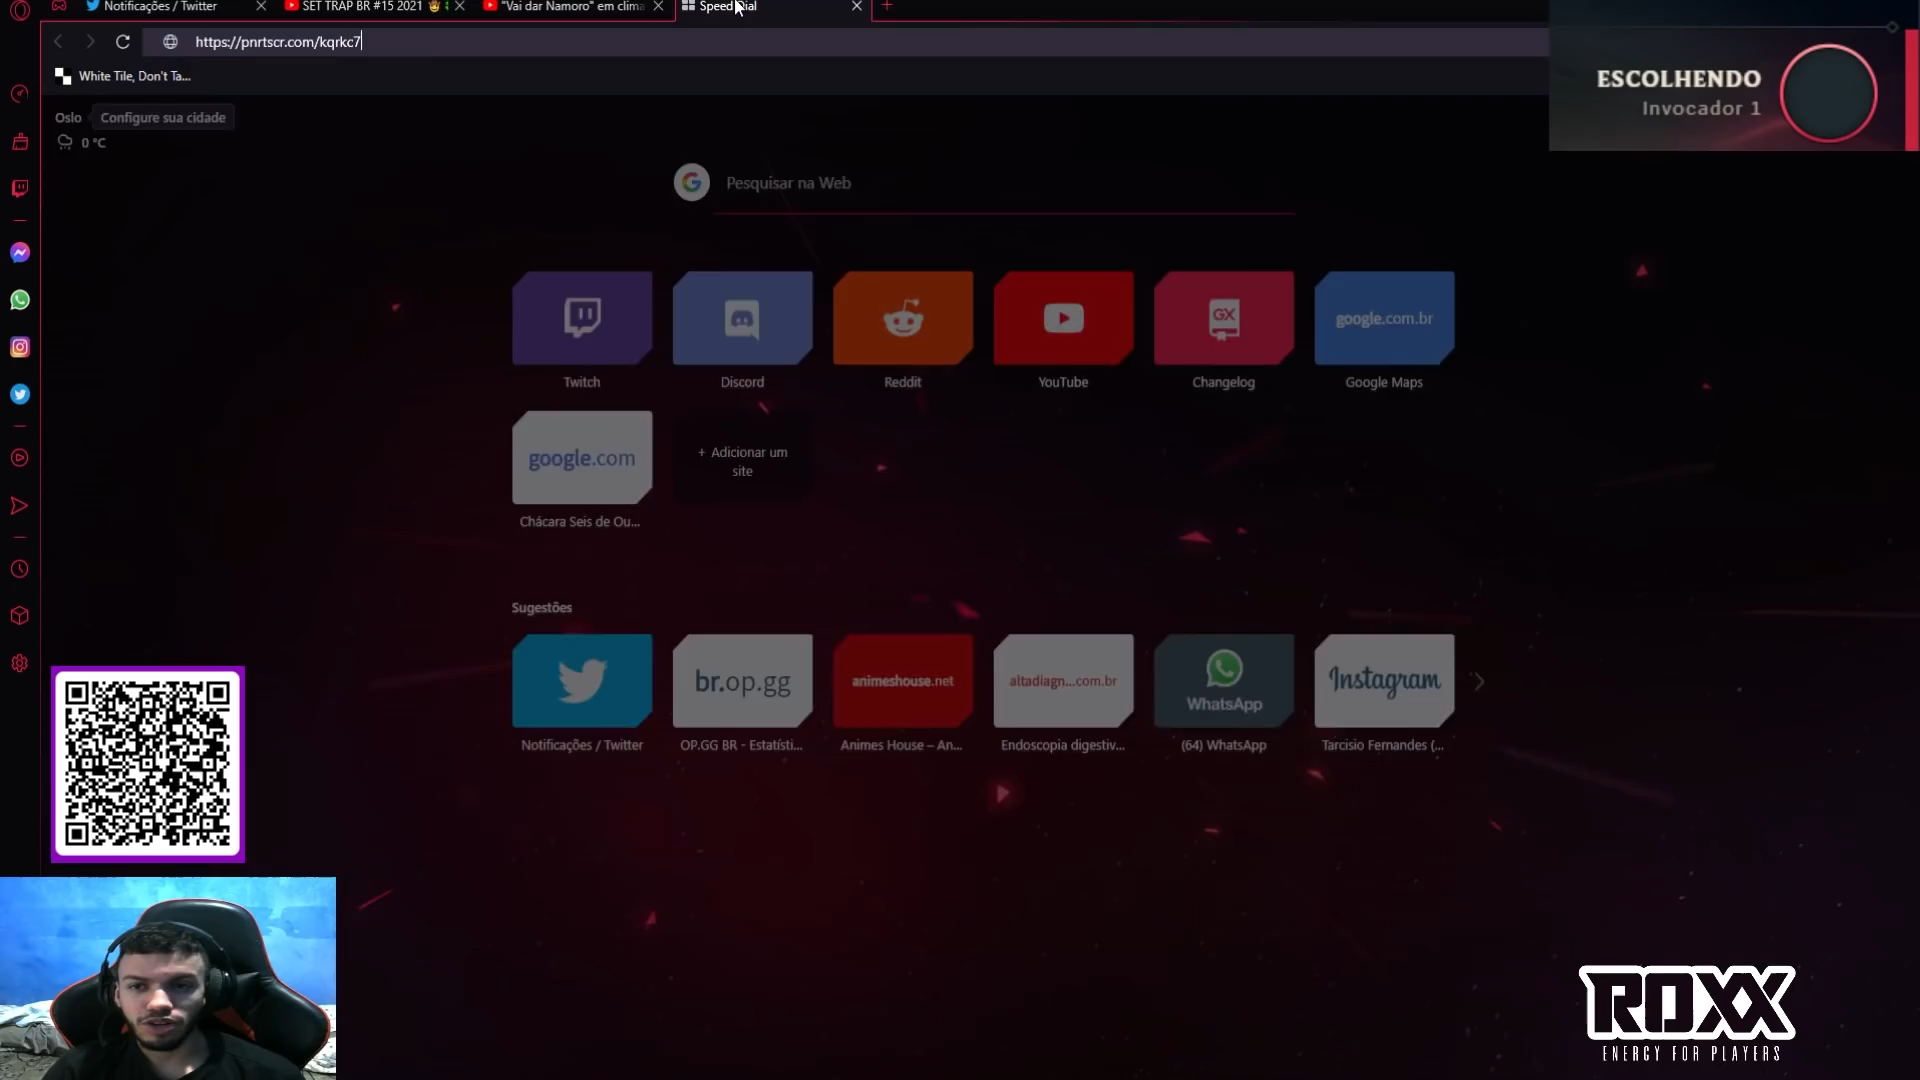 Notificações / Twitter
SET TRAP BR #15 2021
"Vai dar Namoro" em clima
Speed Dial
https://pnrtscr.com/kqrkc7
White Tile, Don't Ta...
Oslo
Configure sua cidade
0 °C
ESCOLHENDO
Invocador 1
Pesquisar na Web
google.com.br
Twitch
Discord
Reddit
YouTube
GX
Changelog
Google Maps
google.com
+ Adicionar um
site
Chácara Seis de Ou...
Sugestões
br.op.gg
animeshouse.net
altadiagn...com.br
WhatsApp
Instagram
Notificações / Twitter
OP.GG BR - Estatísti...
Animes House – An...
Endoscopia digestiv...
(64) WhatsApp
Tarcisio Fernandes (...
ROXX
ENERGY FOR PLAYERS